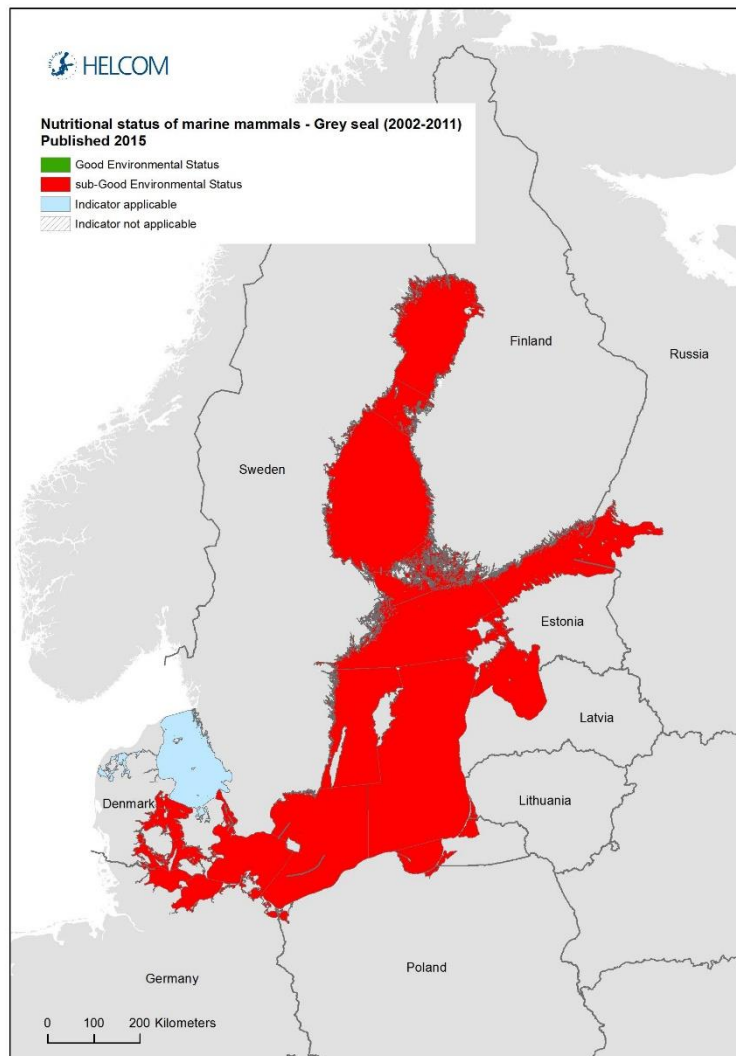 HELCOM
Nutritional status of marine mammals - Grey seal (2002-2011)
Published 2015
Good Environmental Status
sub-Good Environmental Status
Indicator applicable
Indicator not applicable
Finland
Russia
Sweden
Estonia
Latvia
Denmark
Lithuania
Poland
Germany
0 100 200 Kilometers